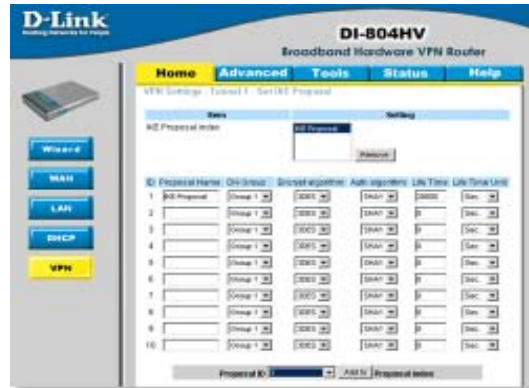 D-Link
Building Networks for People
DI-804HV
Broadband Hardware VPN Router
Home Advanced Tools Status Help
VPN Settings - Tunnel 1 - Set IKE Proposal
Item Setting
IKE Proposal index IKE Proposal
Remove
Wizard
WAN
LAN
DHCP
VPN
ID Proposal Name DH Group Encrypt algorithm Auth algorithm Life Time Life Time Unit
1 IKE Proposal Group 1 3DES SHA1 28800 Sec.
2 Group 1 3DES SHA1 0 Sec.
3 Group 1 3DES SHA1 0 Sec.
4 Group 1 3DES SHA1 0 Sec.
5 Group 1 3DES SHA1 0 Sec.
6 Group 1 3DES SHA1 0 Sec.
7 Group 1 3DES SHA1 0 Sec.
8 Group 1 3DES SHA1 0 Sec.
9 Group 1 3DES SHA1 0 Sec.
10 Group 1 3DES SHA1 0 Sec.
Proposal ID Add to Proposal index